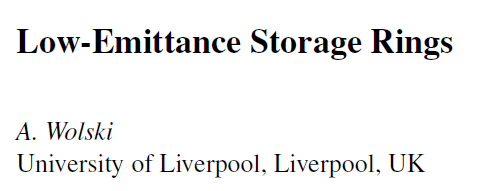 Low-Emittance Storage Rings
A. Wolski
University of Liverpool, Liverpool, UK